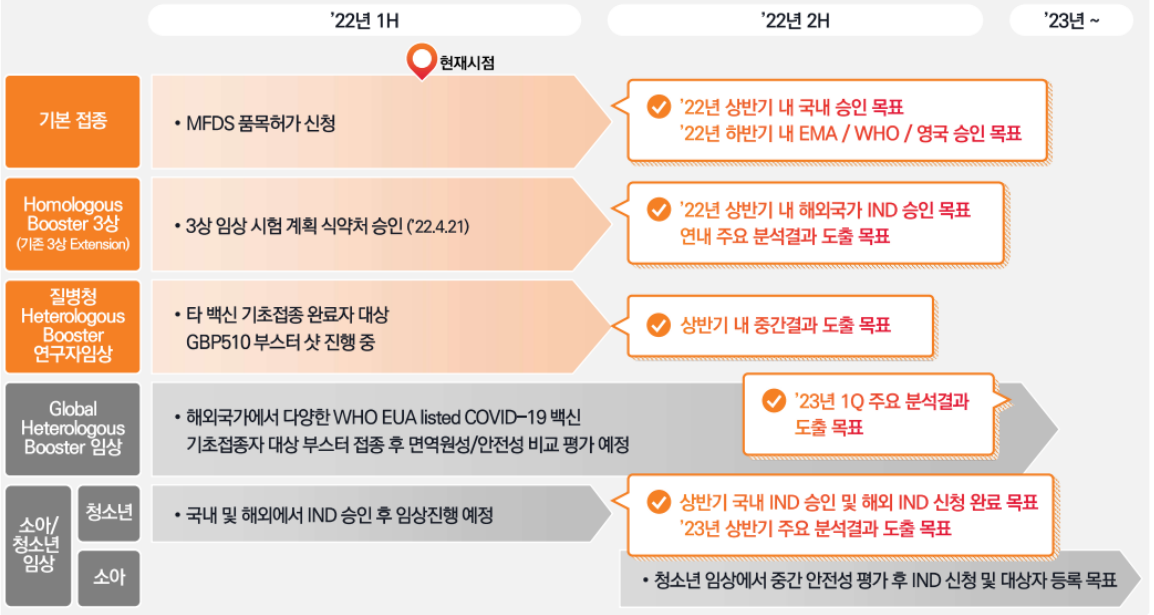 ’22년 1H
’22년 2H
’23년 ~
현재시점
기본 접종
• MFDS 품목허가 신청
’22년 상반기 내 국내 승인 목표
’22년 하반기 내 EMA / WHO / 영국 승인 목표
Homologous
Booster 3상
(기존 3상 Extension)
• 3상 임상 시험 계획 식약처 승인 (’22.4.21)
’22년 상반기 내 해외국가 IND 승인 목표
연내 주요 분석결과 도출 목표
질병청
Heterologous
Booster
연구자임상
• 타 백신 기초접종 완료자 대상
GBP510 부스터 샷 진행 중
상반기 내 중간결과 도출 목표
Global
Heterologous
Booster 임상
• 해외국가에서 다양한 WHO EUA listed COVID-19 백신
기초접종자 대상 부스터 접종 후 면역원성/안전성 비교 평가 예정
’23년 1Q 주요 분석결과
도출 목표
소아/
청소년
임상
청소년
• 국내 및 해외에서 IND 승인 후 임상진행 예정
상반기 국내 IND 승인 및 해외 IND 신청 완료 목표
’23년 상반기 주요 분석결과 도출 목표
소아
• 청소년 임상에서 중간 안전성 평가 후 IND 신청 및 대상자 등록 목표